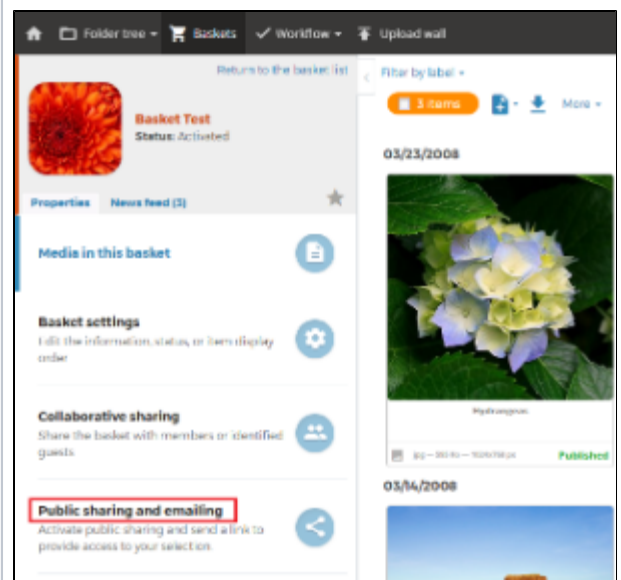 Folder tree Baskets Workflow Upload wall
Return to the basket list
Basket Test
Status: Activated
Properties News feed (3)
Media in this basket
Basket settings
Edit the information, status, or item display
order
Collaborative sharing
Share the basket with members or identified
guests
Public sharing and emailing
Activate public sharing and send a link to
provide access to your selection.
Filter by label
3 items More
03/23/2008
Hydrangeas
jpg
Published
03/14/2008